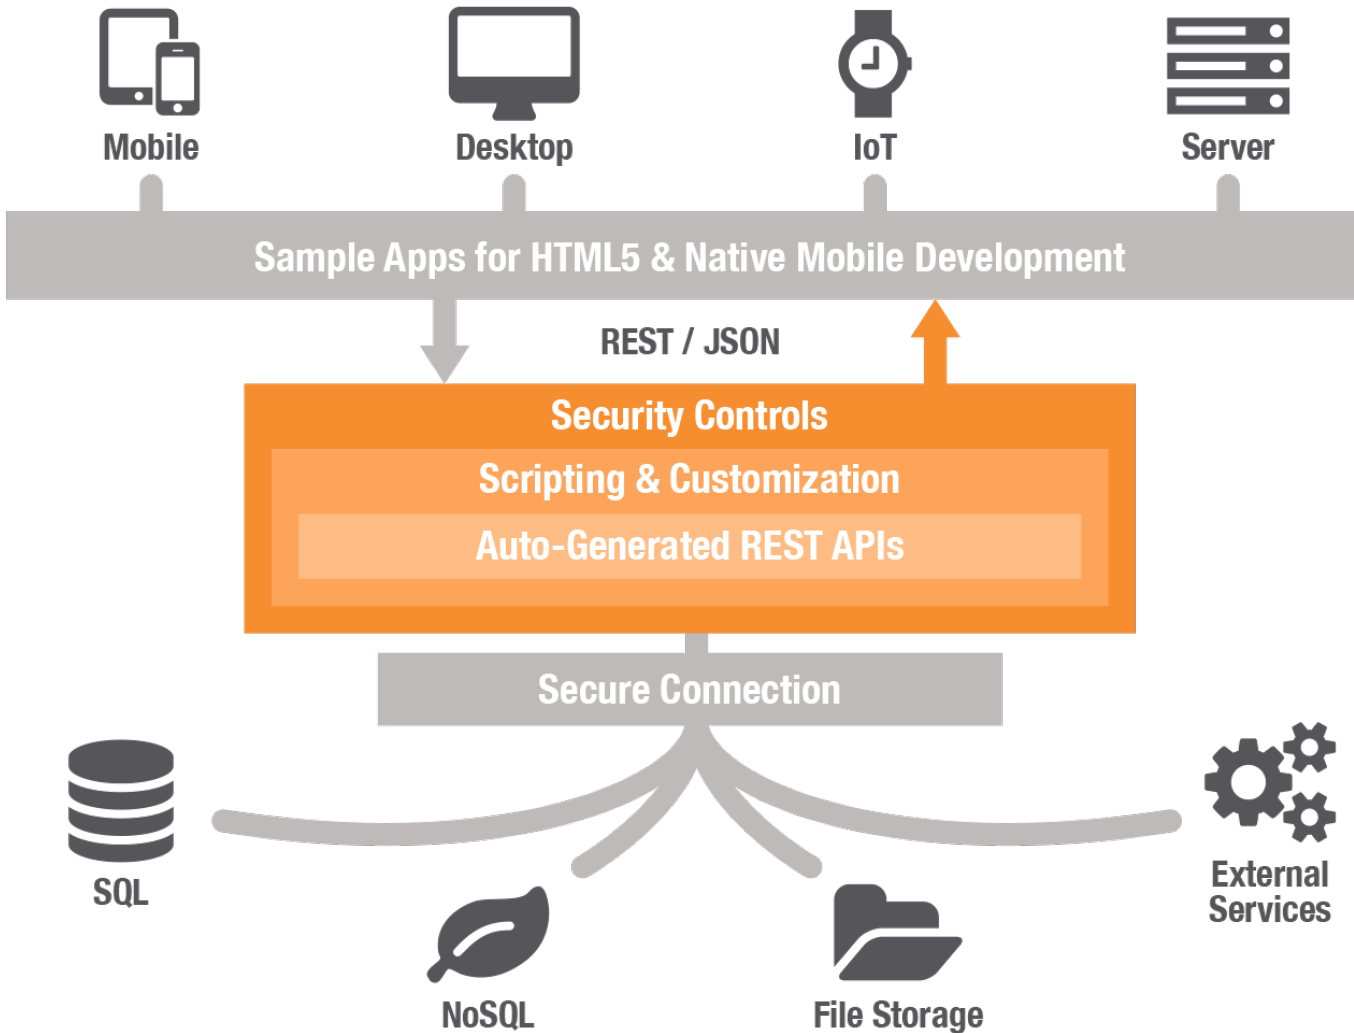 Mobile
Desktop
IoT
Server
Sample Apps for HTML5 & Native Mobile Development
REST / JSON
Security Controls
Scripting & Customization
Auto-Generated REST APIs
Secure Connection
SQL
NoSQL
File Storage
External
Services